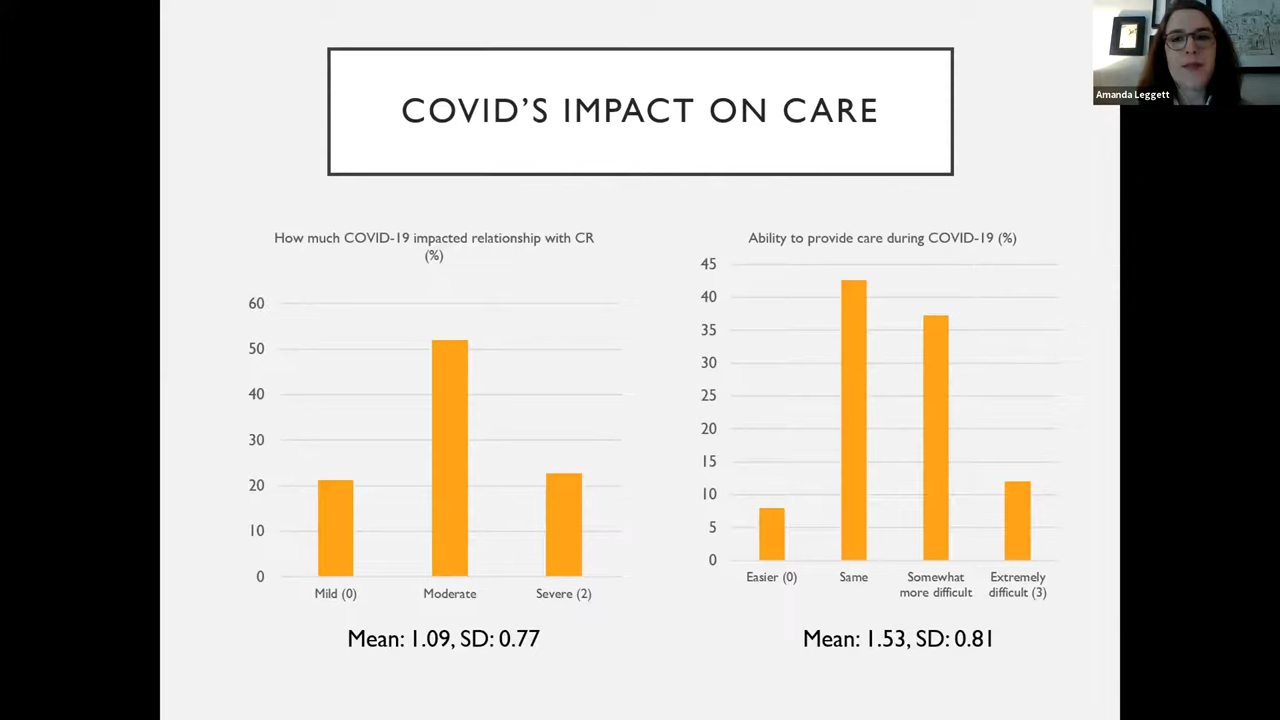 COVID'S IMPACT ON CARE
Amanda Leggett
How much COVID-19 impacted relationship with CR
(%)
60
50
40
30
20
10
0
Mild (0)
Moderate
Severe (2)
Mean: 1.09, SD: 0.77
Ability to provide care during COVID-19 (%)
45
40
35
30
25
20
15
10
5
0
Easier (0)
Same
Somewhat
more difficult
Extremely
difficult (3)
Mean: 1.53, SD: 0.81